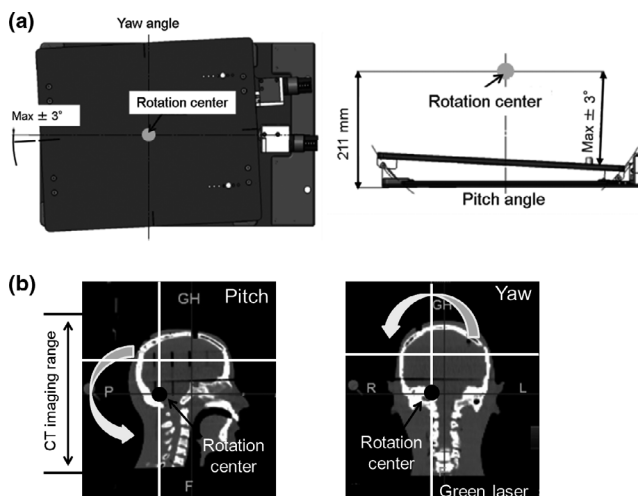 (a)
Yaw angle
Rotation center
Max ± 3°
Rotation center
211 mm
Max ± 3°
Pitch angle
(b)
CT imaging range
GH
Pitch
P
Rotation
center
F
GH
Yaw
R
L
Rotation
center
Green laser